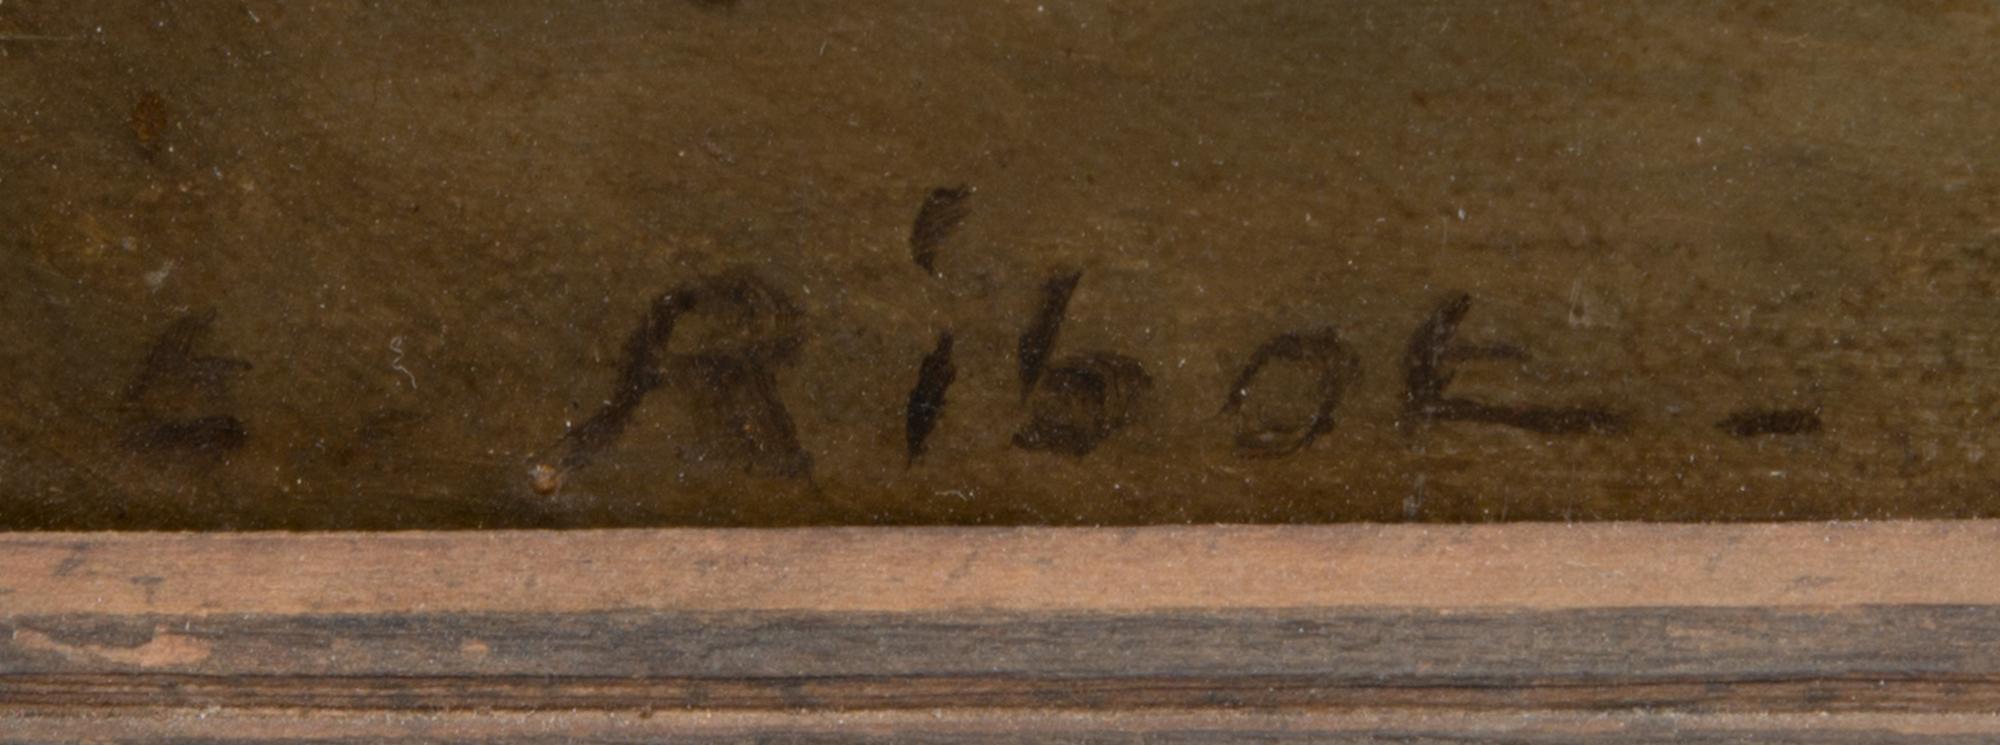 t. Ribot -